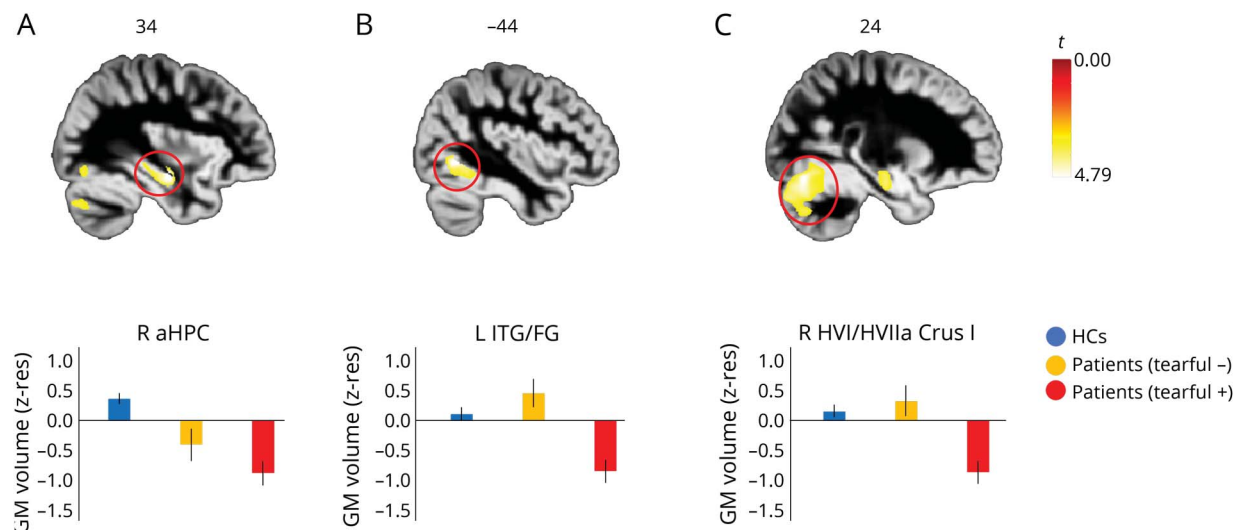 A
34
B
–44
C
24
t
0.00
4.79
R aHPC
GM volume (z-res)
1.0
0.5
0.0
–0.5
–1.0
–1.5
L ITG/FG
GM volume (z-res)
1.0
0.5
0.0
–0.5
–1.0
–1.5
R HVI/HVIIa Crus I
GM volume (z-res)
1.0
0.5
0.0
–0.5
–1.0
–1.5
HCs
Patients (tearful –)
Patients (tearful +)